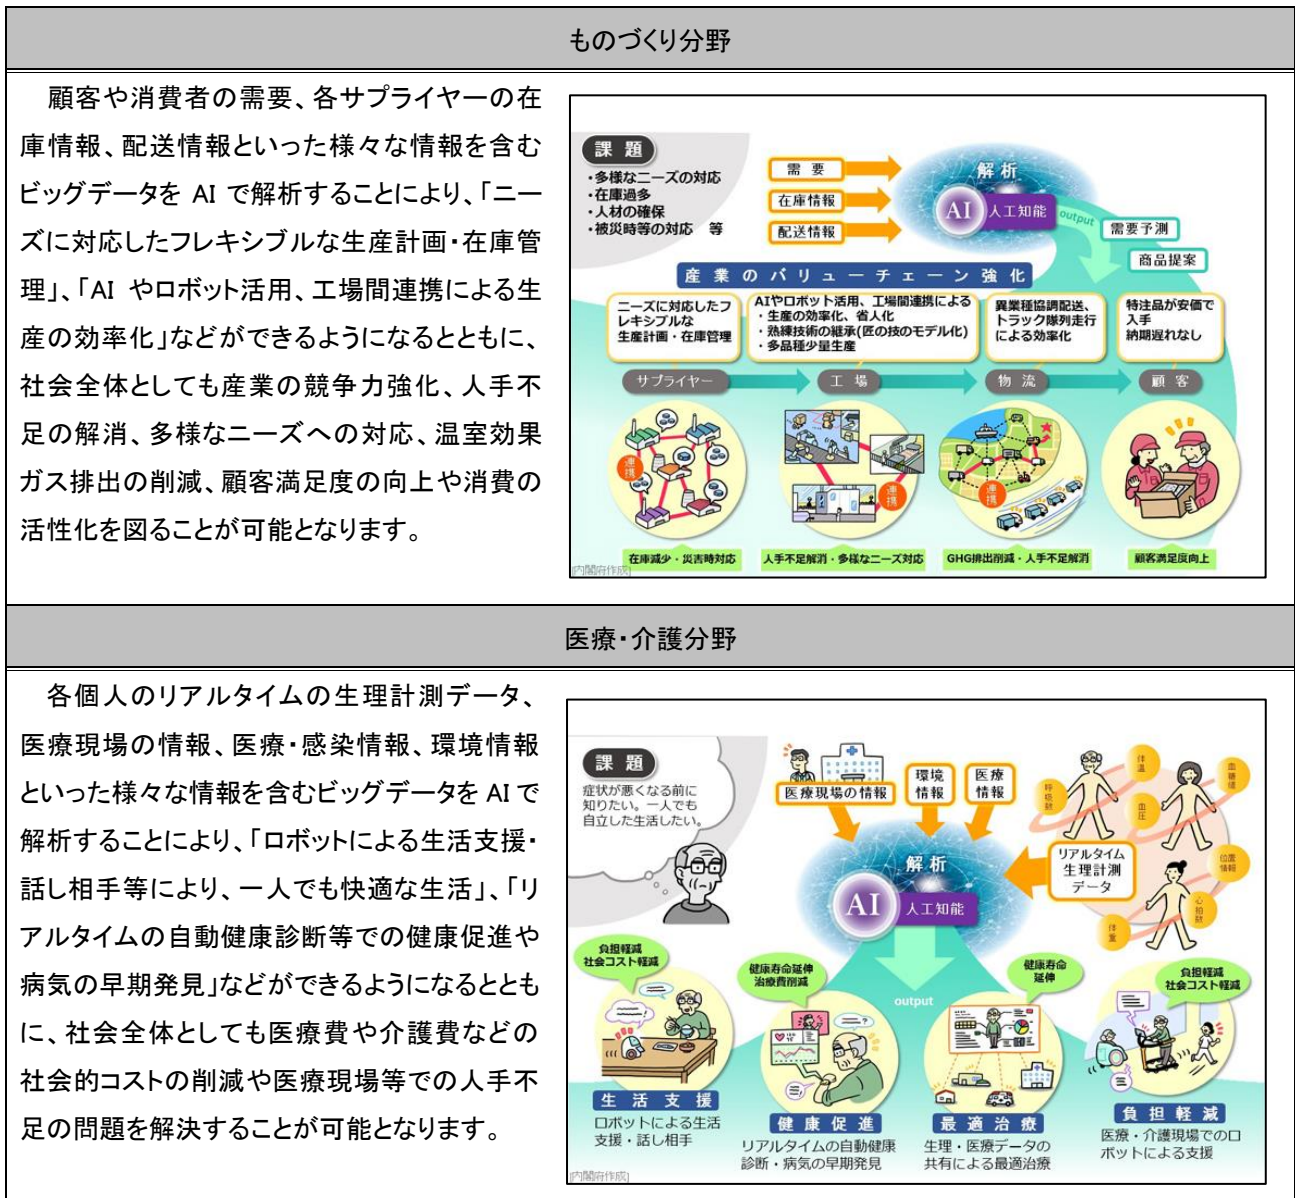 ものづくり分野
顧客や消費者の需要、各サプライヤーの在
庫情報、配送情報といった様々な情報を含む
ビッグデータを AI で解析することにより、「ニー
ズに対応したフレキシブルな生産計画・在庫管
理」、「AI やロボット活用、工場間連携による生
産の効率化」などができるようになるとともに、
社会全体としても産業の競争力強化、人手不
足の解消、多様なニーズへの対応、温室効果
ガス排出の削減、顧客満足度の向上や消費の
活性化を図ることが可能となります。
課題
・多様なニーズの対応
・在庫過多
・人材の確保
・被災時等の対応 等
需要
在庫情報
配送情報
解析
AI 人工知能
output
需要予測
商品提案
産業のバリューチェーン強化
ニーズに対応したフ
レキシブルな
生産計画・在庫管理
AIやロボット活用、工場間連携による
・生産の効率化、省人化
・熟練技術の継承(匠の技のモデル化)
・多品種少量生産
異業種協調配送、
トラック隊列走行
による効率化
特注品が安価で
入手
納期遅れなし
サプライヤー
工場
物流
顧客
連携
連携
連携
在庫減少・災害時対応
人手不足解消・多様なニーズ対応
GHG排出削減・人手不足解消
顧客満足度向上
[内閣府作成]
医療・介護分野
各個人のリアルタイムの生理計測データ、
医療現場の情報、医療・感染情報、環境情報
といった様々な情報を含むビッグデータを AI で
解析することにより、「ロボットによる生活支援・
話し相手等により、一人でも快適な生活」、「リ
アルタイムの自動健康診断等での健康促進や
病気の早期発見」などができるようになるととも
に、社会全体としても医療費や介護費などの
社会的コストの削減や医療現場等での人手不
足の問題を解決することが可能となります。
課題
症状が悪くなる前に
知りたい。一人でも
自立した生活したい。
医療現場の情報
環境
情報
医療
情報
体温
血糖値
呼吸数
血圧
リアルタイム
生理計測
データ
位置
情報
心拍数
体重
解析
AI 人工知能
output
負担軽減
社会コスト軽減
健康寿命延伸
治療費削減
健康寿命
延伸
負担軽減
社会コスト軽減
生活支援
ロボットによる生活
支援・話し相手
健康促進
リアルタイムの自動健康
診断・病気の早期発見
最適治療
生理・医療データの
共有による最適治療
負担軽減
医療・介護現場でのロ
ボットによる支援
[内閣府作成]